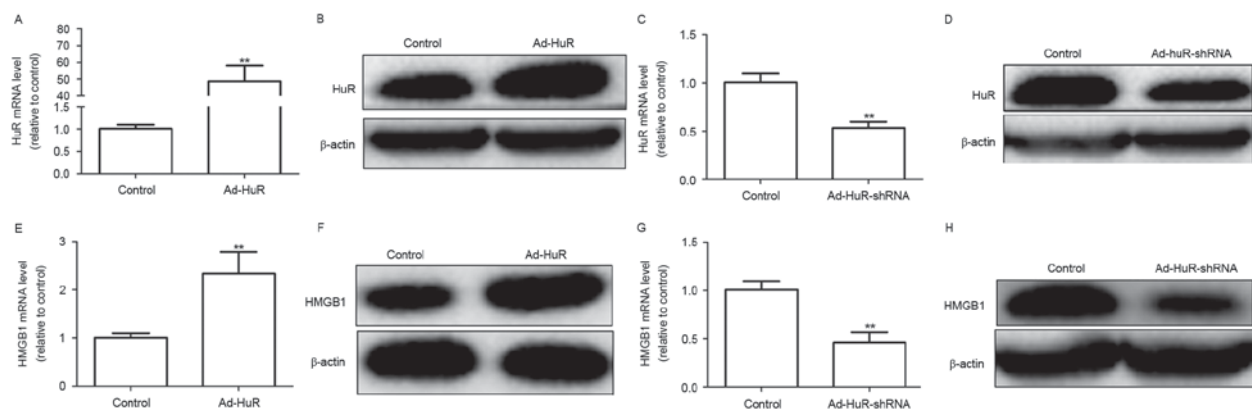 A
HuR mRNA level
(relative to control)
80
70
60
50
40
1.5
1.0
0.5
0.0
**
Control
Ad-HuR
B
Control
Ad-HuR
HuR
β-actin
C
HuR mRNA level
(relative to control)
1.5
1.0
0.5
0.0
**
Control
Ad-HuR-shRNA
D
Control
Ad-huR-shRNA
HuR
β-actin
E
HMGB1 mRNA level
(relative to control)
3
2
1
0
**
Control
Ad-HuR
F
Control
Ad-HuR
HMGB1
β-actin
G
HMGB1 mRNA level
(relative to control)
1.5
1.0
0.5
0.0
**
Control
Ad-HuR-shRNA
H
Control
Ad-HuR-shRNA
HMGB1
β-actin